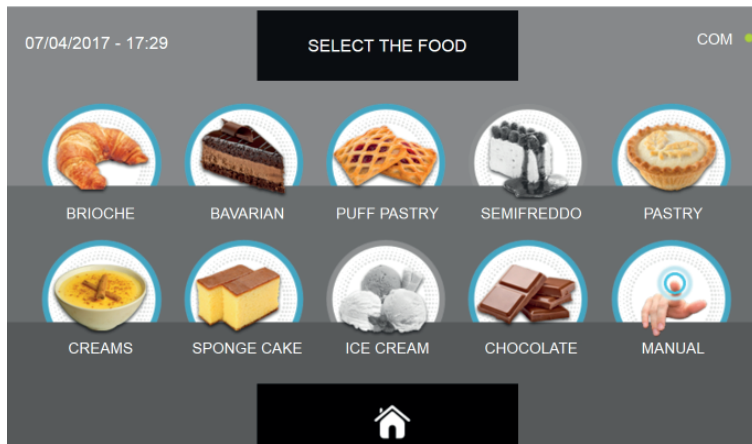 07/04/2017 - 17:29
SELECT THE FOOD
COM
BRIOCHE
BAVARIAN
PUFF PASTRY
SEMIFREDDO
PASTRY
CREAMS
SPONGE CAKE
ICE CREAM
CHOCOLATE
MANUAL